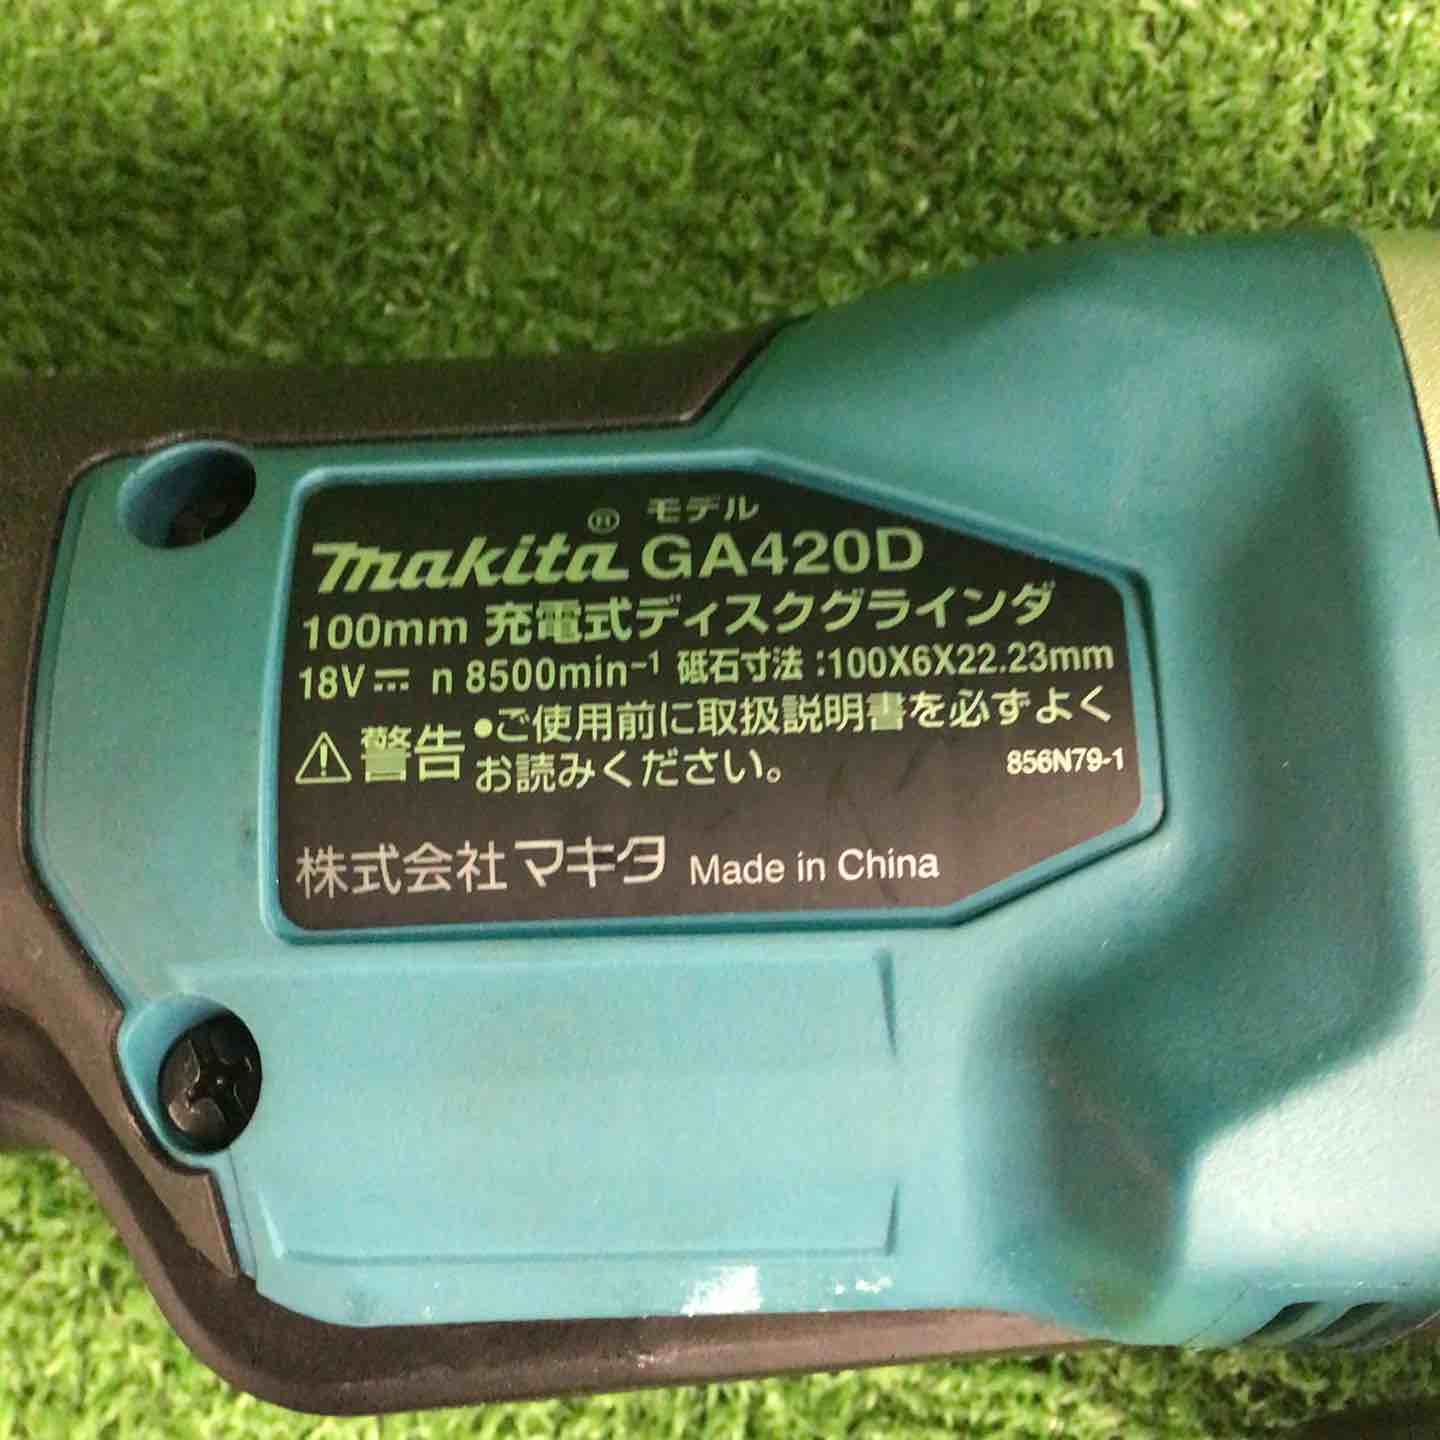 モデル
makita® GA420D
100mm 充電式ディスクグラインダ
18V⎓ n 8500min⁻¹ 砥石寸法:100X6X22.23mm
⚠警告 •ご使用前に取扱説明書を必ずよく
お読みください。
856N79-1
株式会社マキタ Made in China